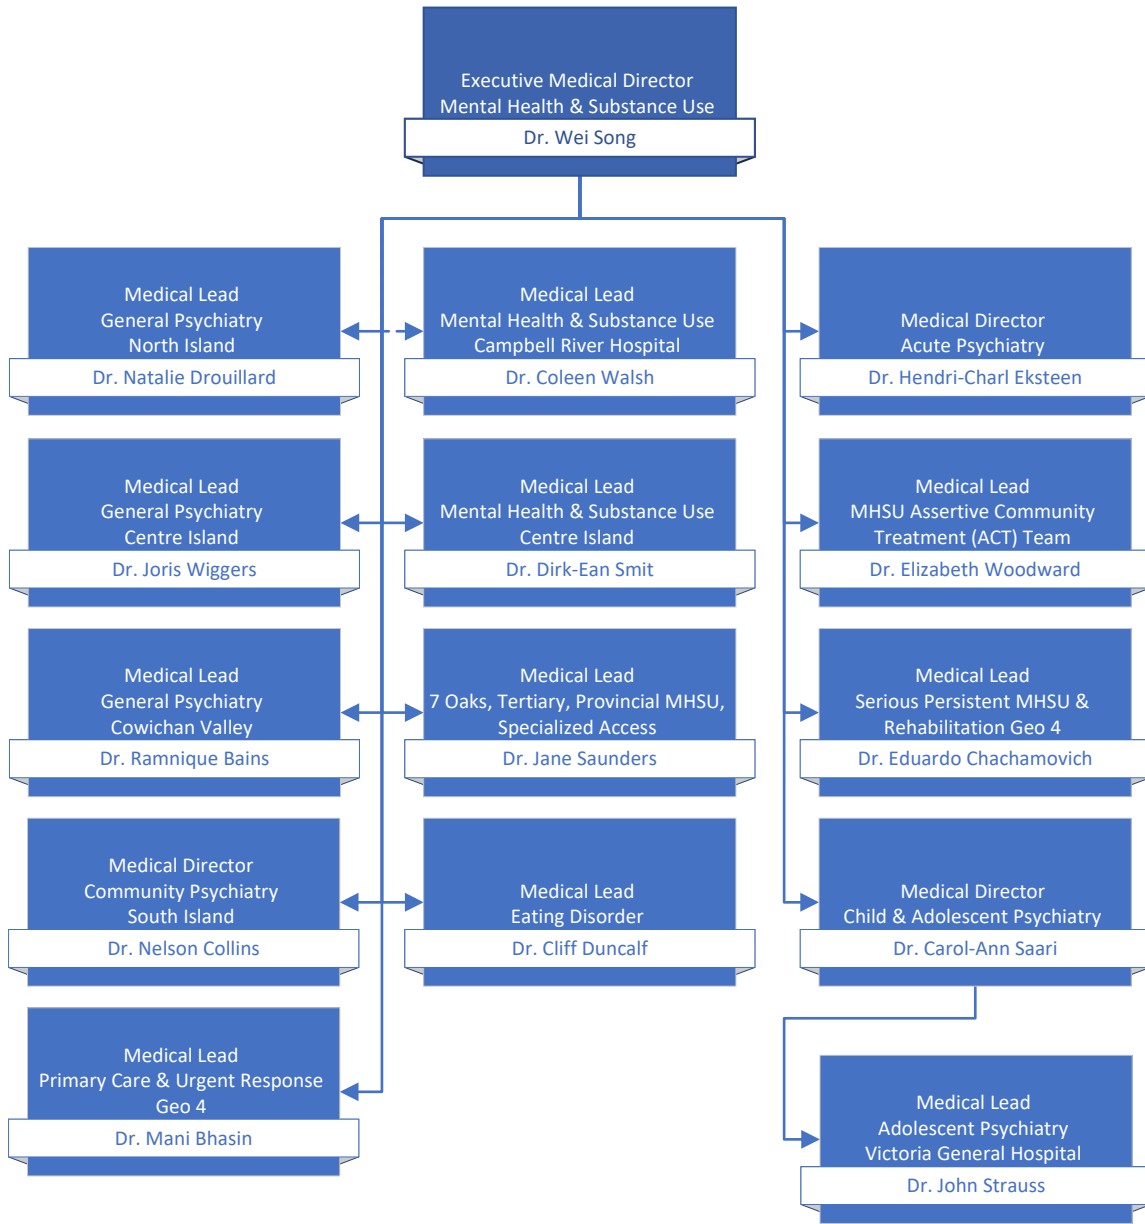 Executive Medical Director
Mental Health & Substance Use
Dr. Wei Song
Medical Lead
General Psychiatry
North Island
Dr. Natalie Drouillard
Medical Lead
Mental Health & Substance Use
Campbell River Hospital
Dr. Coleen Walsh
Medical Director
Acute Psychiatry
Dr. Hendri-Charl Eksteen
Medical Lead
General Psychiatry
Centre Island
Dr. Joris Wiggers
Medical Lead
Mental Health & Substance Use
Centre Island
Dr. Dirk-Ean Smit
Medical Lead
MHSU Assertive Community
Treatment (ACT) Team
Dr. Elizabeth Woodward
Medical Lead
General Psychiatry
Cowichan Valley
Dr. Ramnique Bains
Medical Lead
7 Oaks, Tertiary, Provincial MHSU,
Specialized Access
Dr. Jane Saunders
Medical Lead
Serious Persistent MHSU &
Rehabilitation Geo 4
Dr. Eduardo Chachamovich
Medical Director
Community Psychiatry
South Island
Dr. Nelson Collins
Medical Lead
Eating Disorder
Dr. Cliff Duncalf
Medical Director
Child & Adolescent Psychiatry
Dr. Carol-Ann Saari
Medical Lead
Primary Care & Urgent Response
Geo 4
Dr. Mani Bhasin
Medical Lead
Adolescent Psychiatry
Victoria General Hospital
Dr. John Strauss